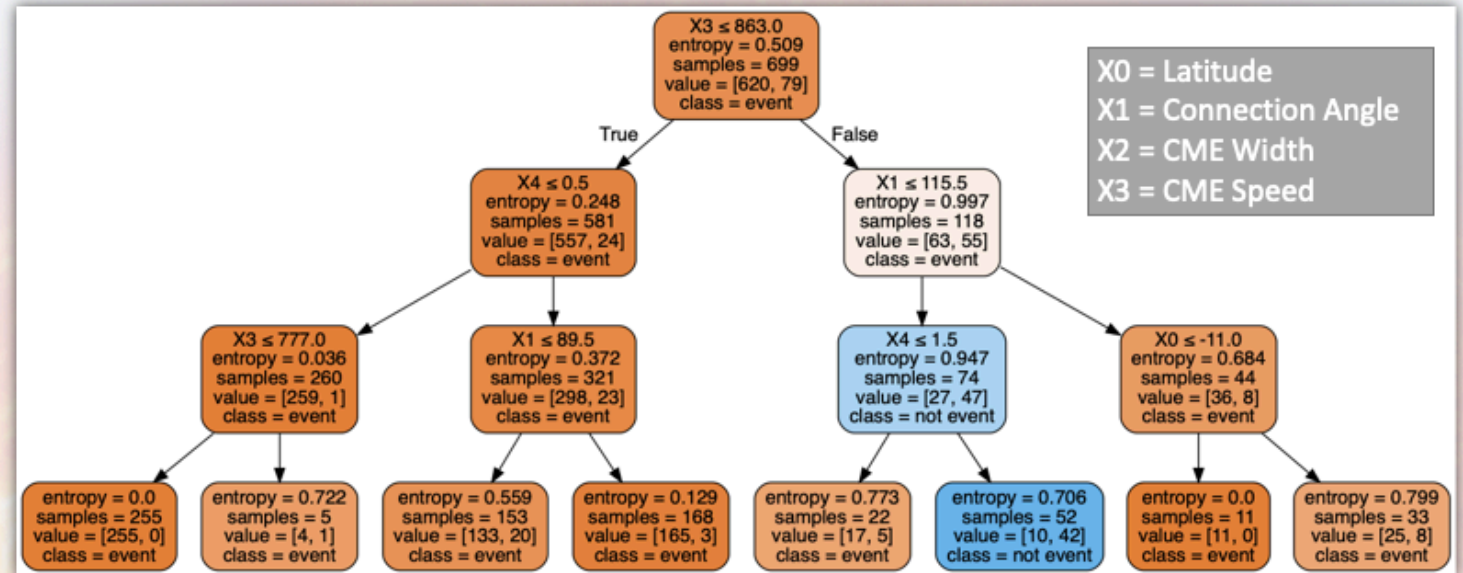 X3 ≤ 863.0
entropy = 0.509
samples = 699
value = [620, 79]
class = event
X0 = Latitude
X1 = Connection Angle
X2 = CME Width
X3 = CME Speed
True
False
X4 ≤ 0.5
entropy = 0.248
samples = 581
value = [557, 24]
class = event
X1 ≤ 115.5
entropy = 0.997
samples = 118
value = [63, 55]
class = event
X3 ≤ 777.0
entropy = 0.036
samples = 260
value = [259, 1]
class = event
X1 ≤ 89.5
entropy = 0.372
samples = 321
value = [298, 23]
class = event
X4 ≤ 1.5
entropy = 0.947
samples = 74
value = [27, 47]
class = not event
X0 ≤ -11.0
entropy = 0.684
samples = 44
value = [36, 8]
class = event
entropy = 0.0
samples = 255
value = [255, 0]
class = event
entropy = 0.722
samples = 5
value = [4, 1]
class = event
entropy = 0.559
samples = 153
value = [133, 20]
class = event
entropy = 0.129
samples = 168
value = [165, 3]
class = event
entropy = 0.773
samples = 22
value = [17, 5]
class = event
entropy = 0.706
samples = 52
value = [10, 42]
class = not event
entropy = 0.0
samples = 11
value = [11, 0]
class = event
entropy = 0.799
samples = 33
value = [25, 8]
class = event